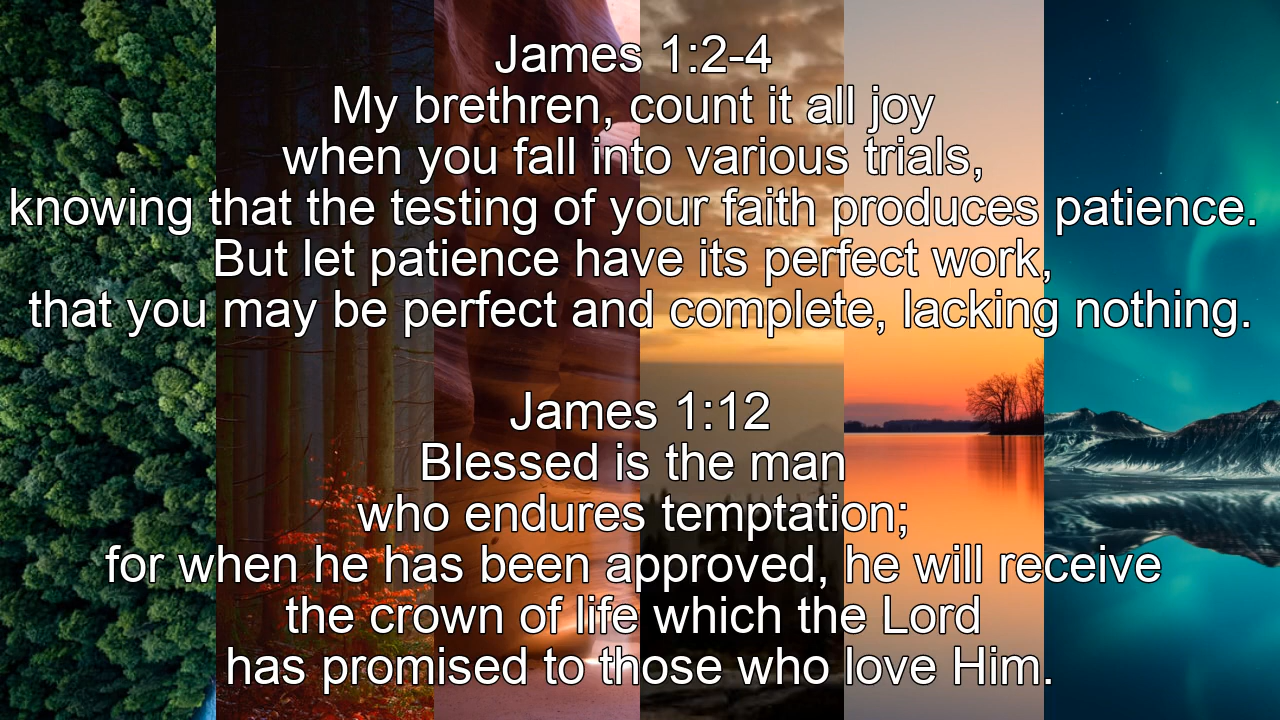 James 1:2-4
My brethren, count it all joy
when you fall into various trials,
knowing that the testing of your faith produces patience.
But let patience have its perfect work,
that you may be perfect and complete, lacking nothing.
James 1:12
Blessed is the man
who endures temptation;
for when he has been approved, he will receive
the crown of life which the Lord
has promised to those who love Him.